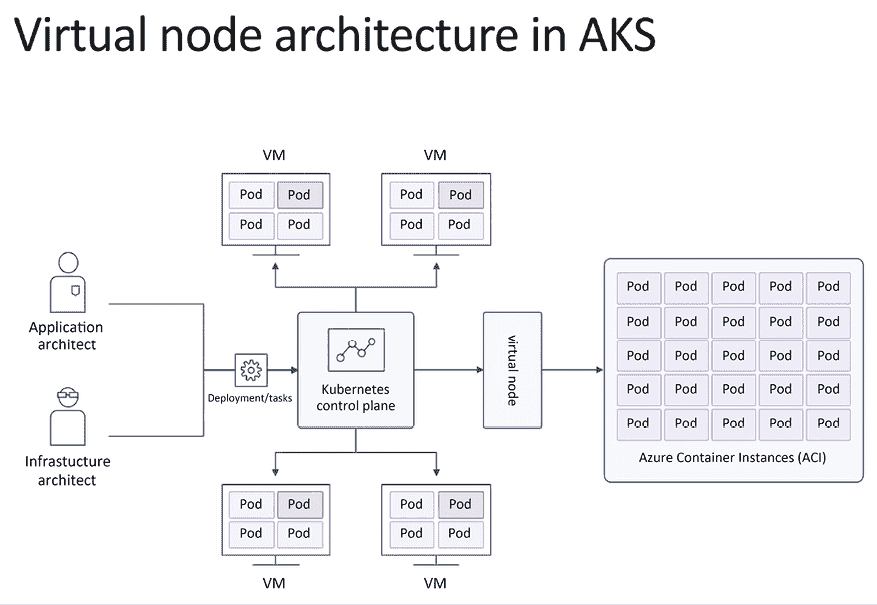 Virtual node architecture in AKS
VM
VM
Pod Pod
Pod Pod
Pod Pod
Pod Pod
Application
architect
Deployment/tasks
Infrastucture
architect
Kubernetes
control plane
virtual node
Pod Pod Pod Pod Pod
Pod Pod Pod Pod Pod
Pod Pod Pod Pod Pod
Pod Pod Pod Pod Pod
Pod Pod Pod Pod Pod
Azure Container Instances (ACI)
Pod Pod
Pod Pod
Pod Pod
Pod Pod
VM
VM